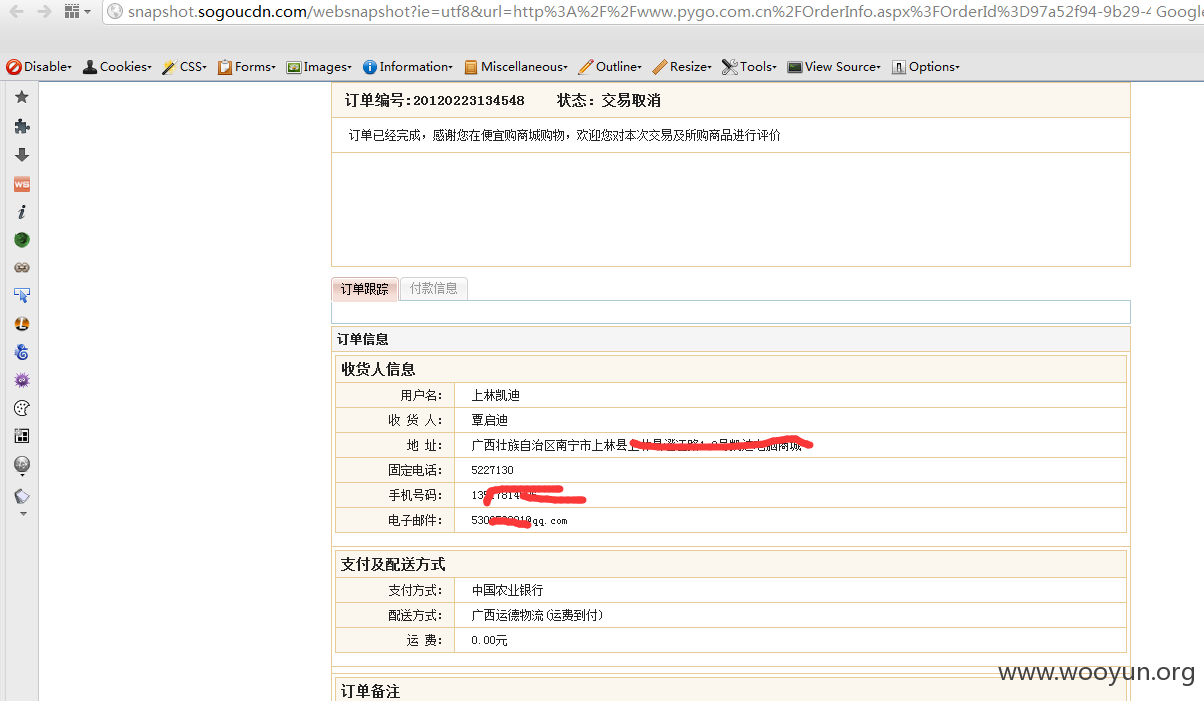 snapshot.sogoucdn.com/websnapshot?ie=utf8&url=http%3A%2F%2Fwww.pygo.com.cn%2FOrderInfo.aspx%3FOrderId%3D97a52f94-9b29-
Disable Cookies CSS Forms Images Information Miscellaneous Outline Resize Tools View Source Options
订单编号:20120223134548 状态：交易取消
订单已经完成，感谢您在便宜购商城购物，欢迎您对本次交易及所购商品进行评价
订单跟踪 付款信息
订单信息
收货人信息
用户名： 上林凯迪
收 货 人： 覃启迪
地 址： 广西壮族自治区南宁市上林县
固定电话： 5227130
手机号码：
电子邮件： @qq.com
支付及配送方式
支付方式： 中国农业银行
配送方式： 广西运德物流(运费到付)
运 费： 0.00元
www.wooyun.org
订单备注